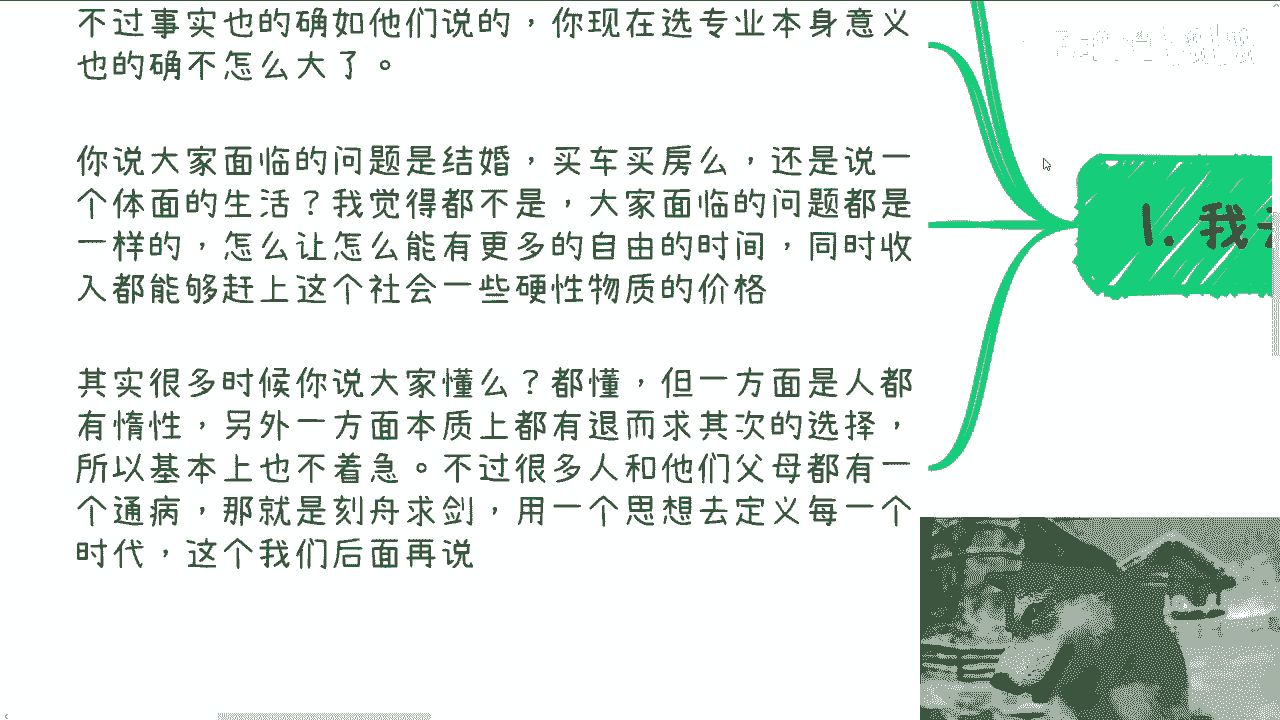 不过事实也的确如他们说的，你现在选专业本身意义
也的确不怎么大了。
你说大家面临的问题是结婚，买车买房么，还是说一
个体面的生活？我觉得都不是，大家面临的问题都是
一样的，怎么让怎么能有更多的自由的时间，同时收
入都能够赶上这个社会一些硬性物质的价格
其实很多时候你说大家懂么？都懂，但一方面是人都
有惰性，另外一方面本质上都有退而求其次的选择，
所以基本上也不着急。不过很多人和他们父母都有一
个通病，那就是刻舟求剑，用一个思想去定义每一个
时代，这个我们后面再说
1. 我